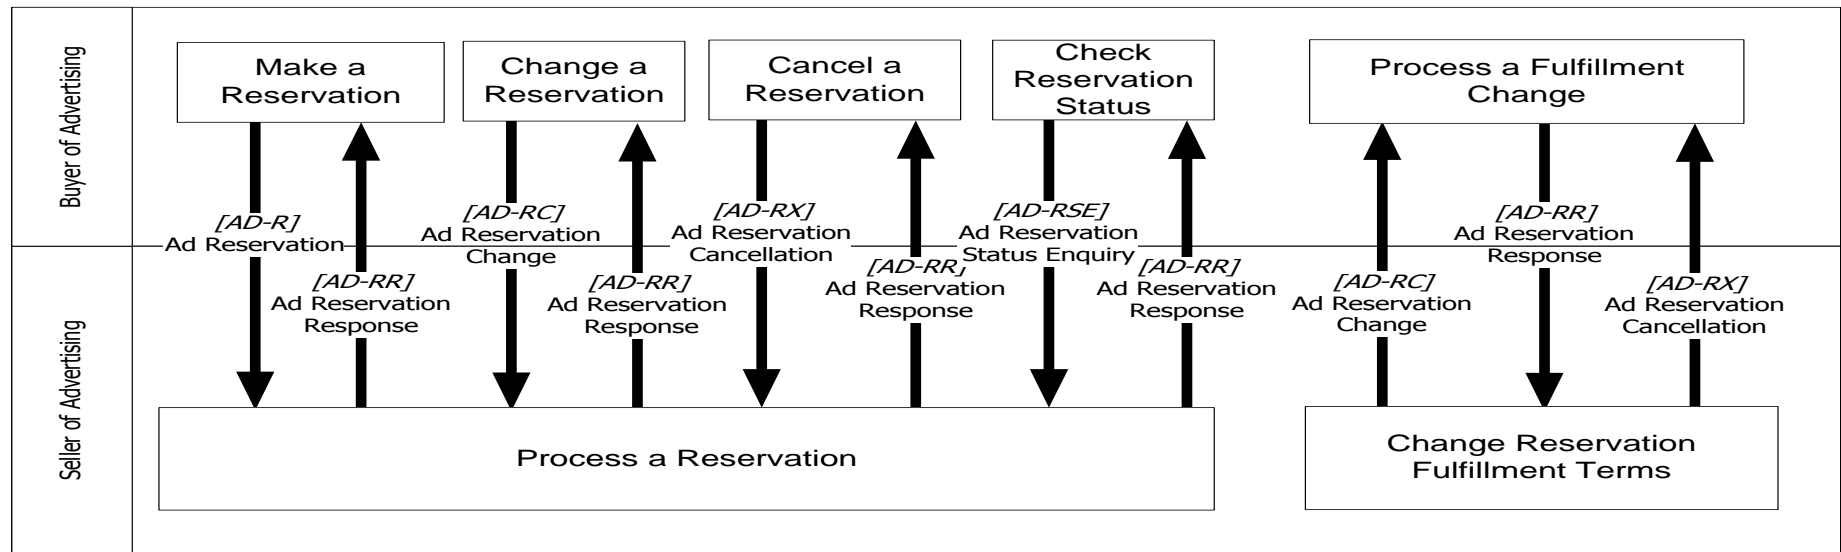 Buyer of Advertising
Make a
Reservation
Change a
Reservation
Cancel a
Reservation
Check
Reservation
Status
Process a Fulfillment
Change
[AD-R]
Ad Reservation
[AD-RR]
Ad Reservation
Response
[AD-RC]
Ad Reservation
Change
[AD-RR]
Ad Reservation
Response
[AD-RX]
Ad Reservation
Cancellation
[AD-RR]
Ad Reservation
Response
[AD-RSE]
Ad Reservation
Status Enquiry
[AD-RR]
Ad Reservation
Response
[AD-RC]
Ad Reservation
Change
[AD-RR]
Ad Reservation
Response
[AD-RX]
Ad Reservation
Cancellation
Seller of Advertising
Process a Reservation
Change Reservation
Fulfillment Terms